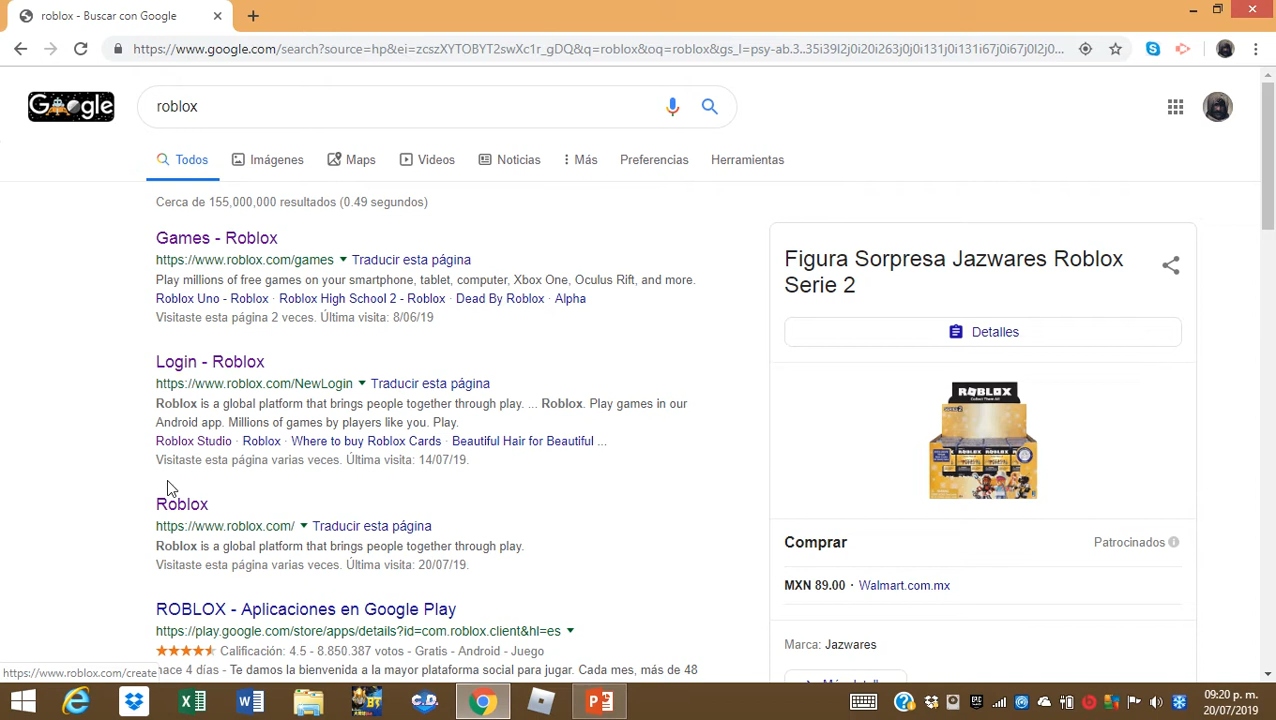 roblox - Buscar con Google
https://www.google.com/search?source=hp&ei=zcszXYTOBYT2swXc1r_gDQ&q=roblox&oq=roblox&gs_l=psy-ab.3..35i39l2j0i20i263j0j0i131j0i131i67j0i67j0l2j0...
Google
roblox
Todos Imágenes Maps Videos Noticias Más Preferencias Herramientas
Cerca de 155,000,000 resultados (0.49 segundos)
Games - Roblox
https://www.roblox.com/games Traducir esta página
Play millions of free games on your smartphone, tablet, computer, Xbox One, Oculus Rift, and more.
Roblox Uno - Roblox · Roblox High School 2 - Roblox · Dead By Roblox · Alpha
Visitaste esta página 2 veces. Última visita: 8/06/19
Login - Roblox
https://www.roblox.com/NewLogin Traducir esta página
Roblox is a global platform that brings people together through play. ... Roblox. Play games in our
Android app. Millions of games by players like you. Play.
Roblox Studio · Roblox · Where to buy Roblox Cards · Beautiful Hair for Beautiful ...
Visitaste esta página varias veces. Última visita: 14/07/19.
Roblox
https://www.roblox.com/ Traducir esta página
Roblox is a global platform that brings people together through play.
Visitaste esta página varias veces. Última visita: 20/07/19.
ROBLOX - Aplicaciones en Google Play
https://play.google.com/store/apps/details?id=com.roblox.client&hl=es
Calificación: 4.5 - 8.850.387 votos - Gratis - Android - Juego
hace 4 días - Te damos la bienvenida a la mayor plataforma social para jugar. Cada mes, más de 48
https://www.roblox.com/create
Figura Sorpresa Jazwares Roblox
Serie 2
Detalles
ROBLOX
Comprar Patrocinados
MXN 89.00 · Walmart.com.mx
Marca: Jazwares
C.D.
09:20 p. m.
20/07/2019